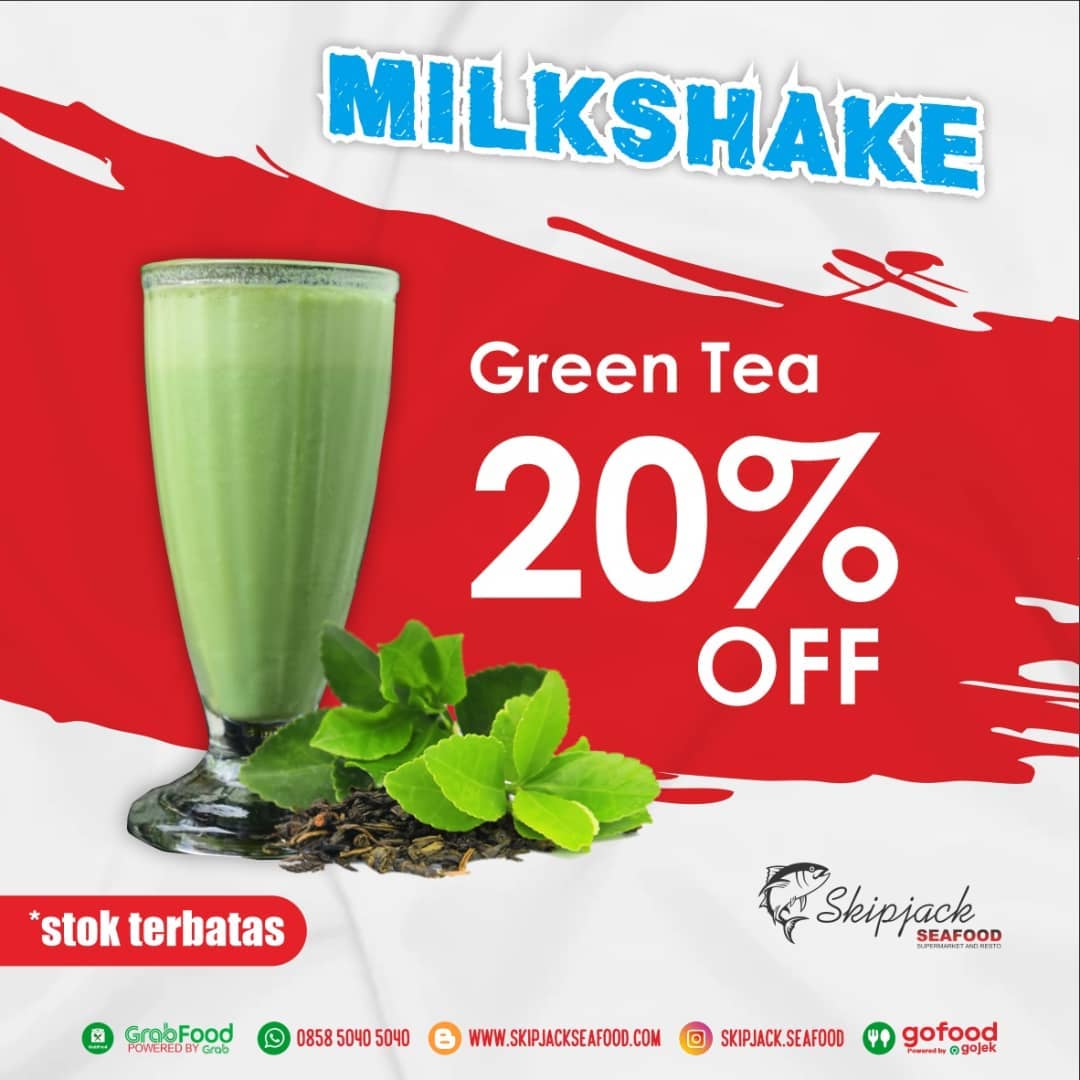 MILKSHAKE
Green Tea
20%
OFF
*stok terbatas
Skipjack
SEAFOOD
SUPERMARKET AND RESTO
GrabFood
POWERED BY Grab
0858 5040 5040
WWW.SKIPJACKSEAFOOD.COM
SKIPJACK.SEAFOOD
gofood
Powered by gojek